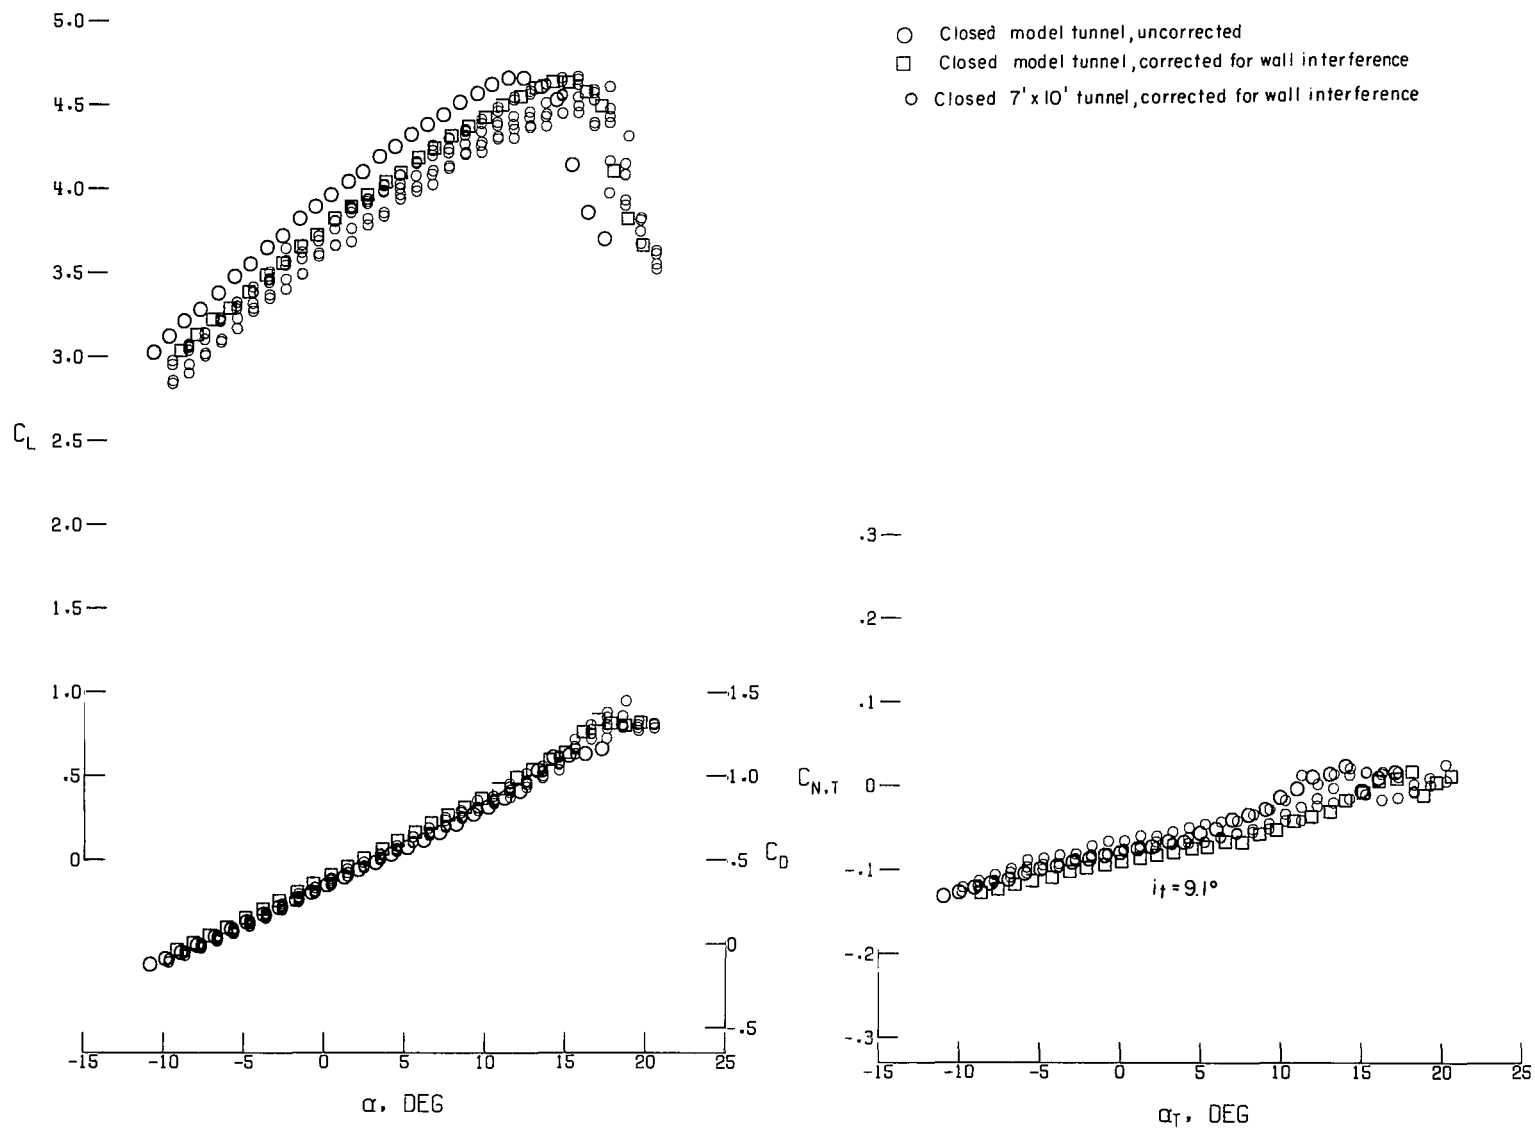 Closed model tunnel, uncorrected
Closed model tunnel, corrected for wall interference
Closed 7' x 10' tunnel, corrected for wall interference
5.0
4.5
4.0
3.5
3.0
C_L 2.5
2.0
1.5
1.0
.5
0
1.5
1.0
.5 C_D
0
-.5
-15 -10 -5 0 5 10 15 20 25
α, DEG
.3
.2
.1
C_N,T 0
-.1
i_t = 9.1°
-.2
-.3
-15 -10 -5 0 5 10 15 20 25
α_T, DEG